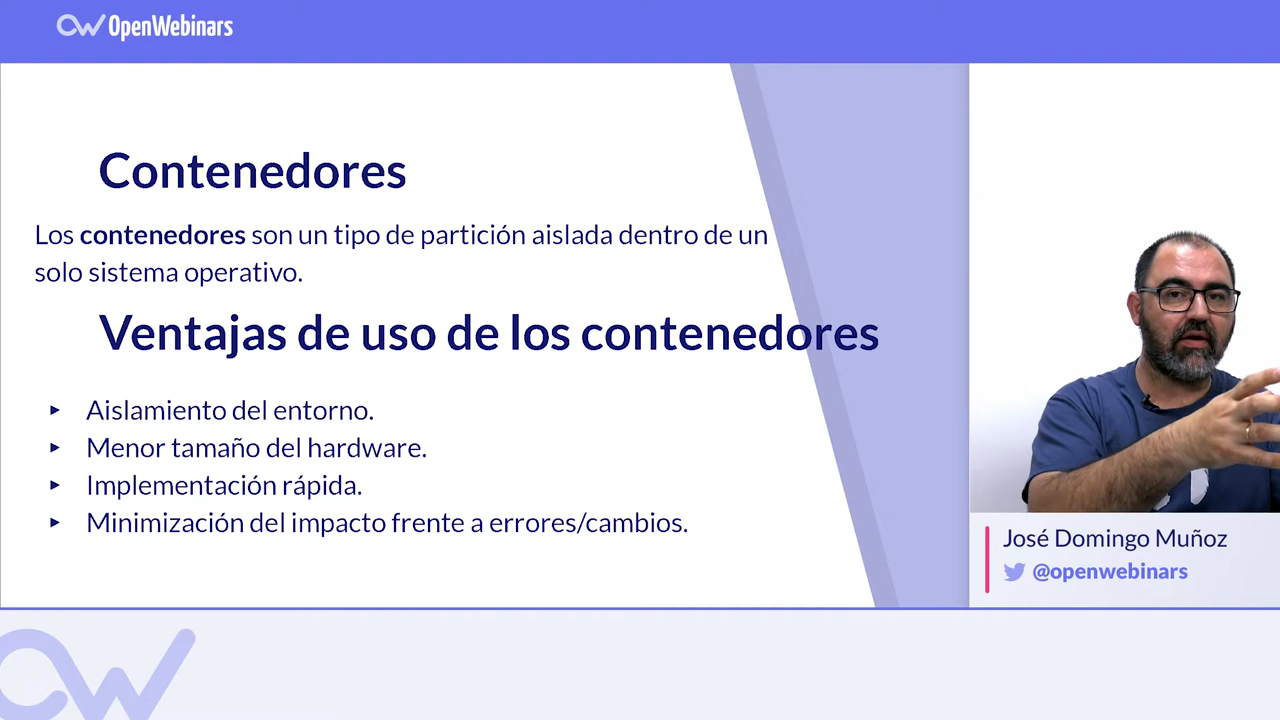 OpenWebinars
Contenedores
Los contenedores son un tipo de partición aislada dentro de un
solo sistema operativo.
Ventajas de uso de los contenedores
Aislamiento del entorno.
Menor tamaño del hardware.
Implementación rápida.
Minimización del impacto frente a errores/cambios.
José Domingo Muñoz
@openwebinars